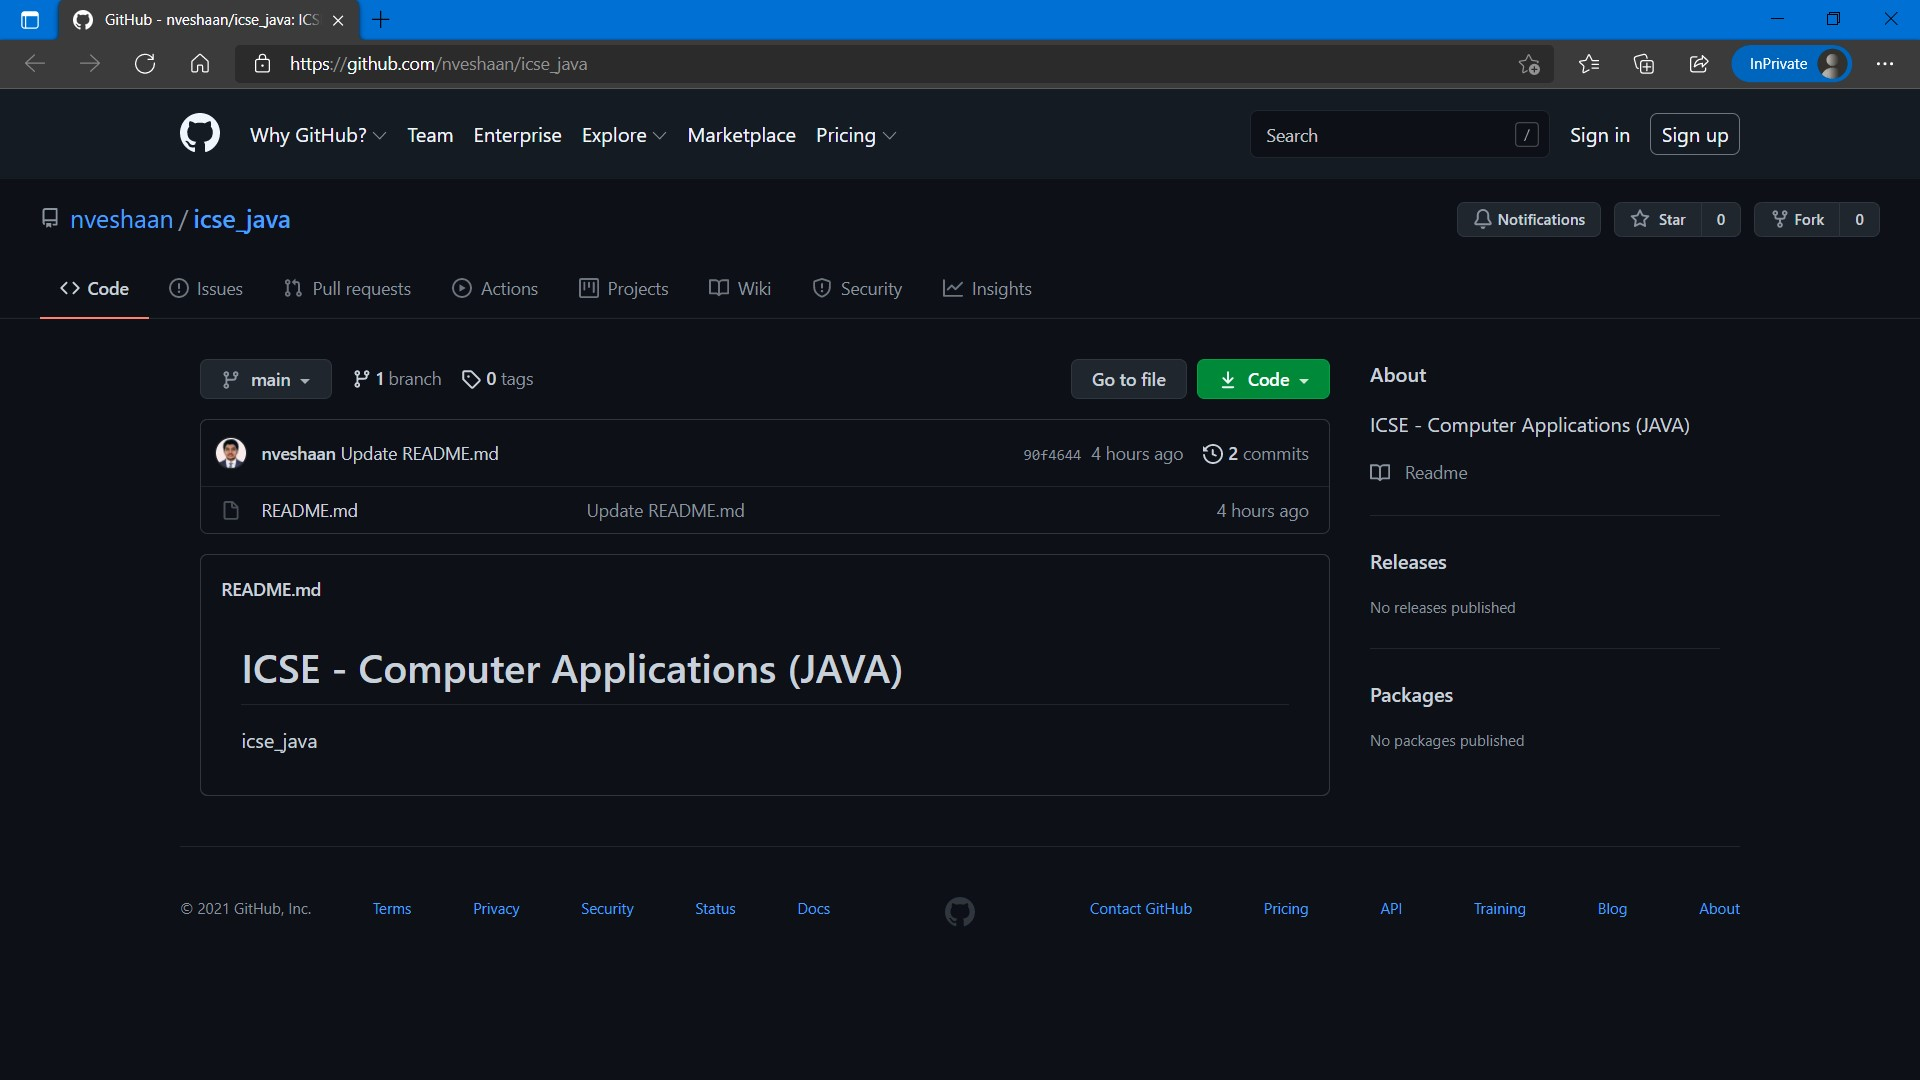 GitHub - nveshaan/icse_java: ICS
https://github.com/nveshaan/icse_java
InPrivate
Why GitHub? Team Enterprise Explore Marketplace Pricing
Search /
Sign in Sign up
nveshaan / icse_java
Notifications Star 0 Fork 0
Code Issues Pull requests Actions Projects Wiki Security Insights
main 1 branch 0 tags
Go to file Code
nveshaan Update README.md 90f4644 4 hours ago 2 commits
README.md Update README.md 4 hours ago
README.md
ICSE - Computer Applications (JAVA)
icse_java
About
ICSE - Computer Applications (JAVA)
Readme
Releases
No releases published
Packages
No packages published
© 2021 GitHub, Inc. Terms Privacy Security Status Docs Contact GitHub Pricing API Training Blog About